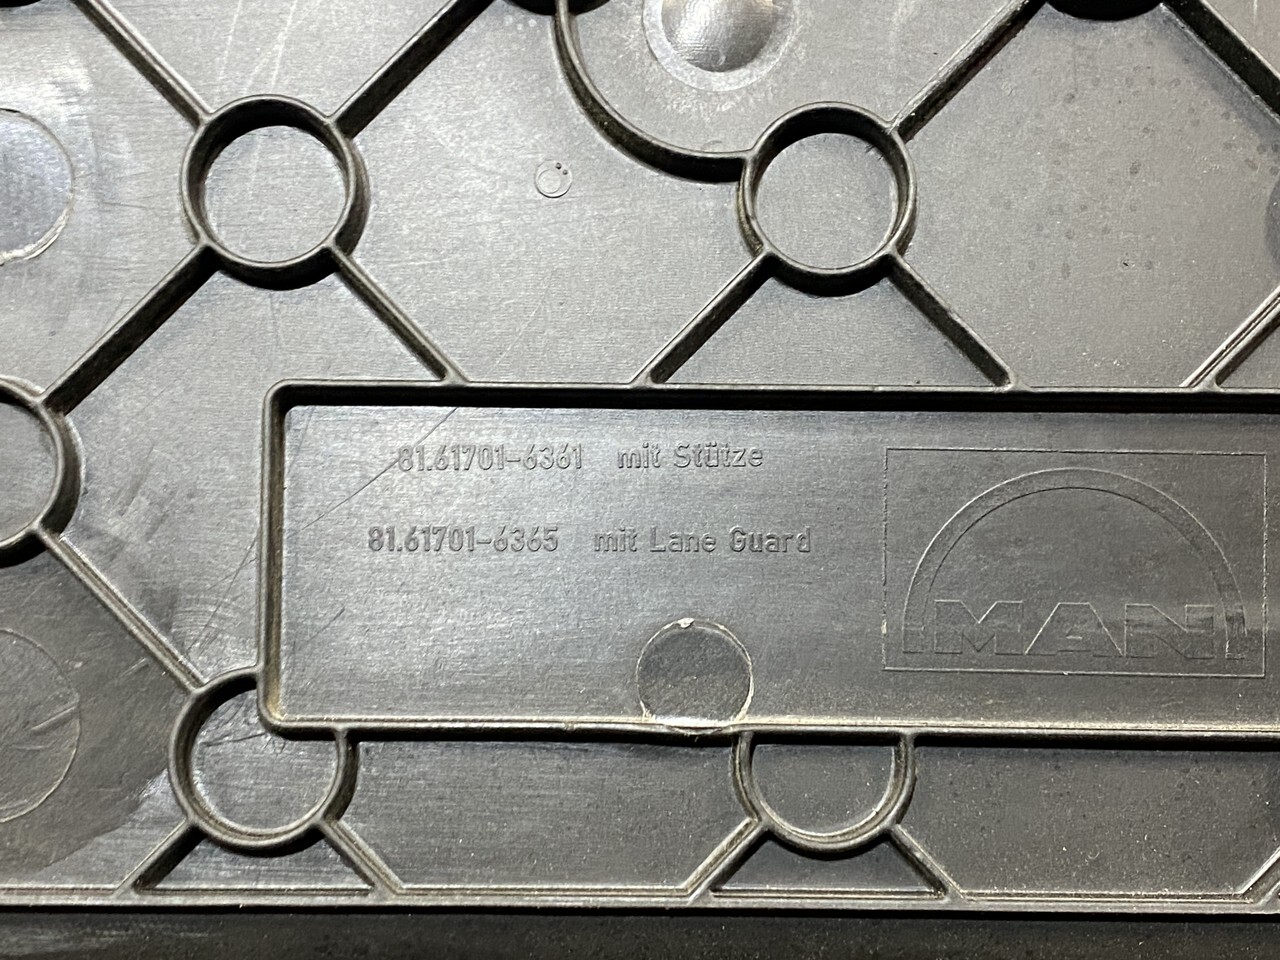 81.61701-6361 mit Stütze
81.61701-6365 mit Lane Guard
MAN